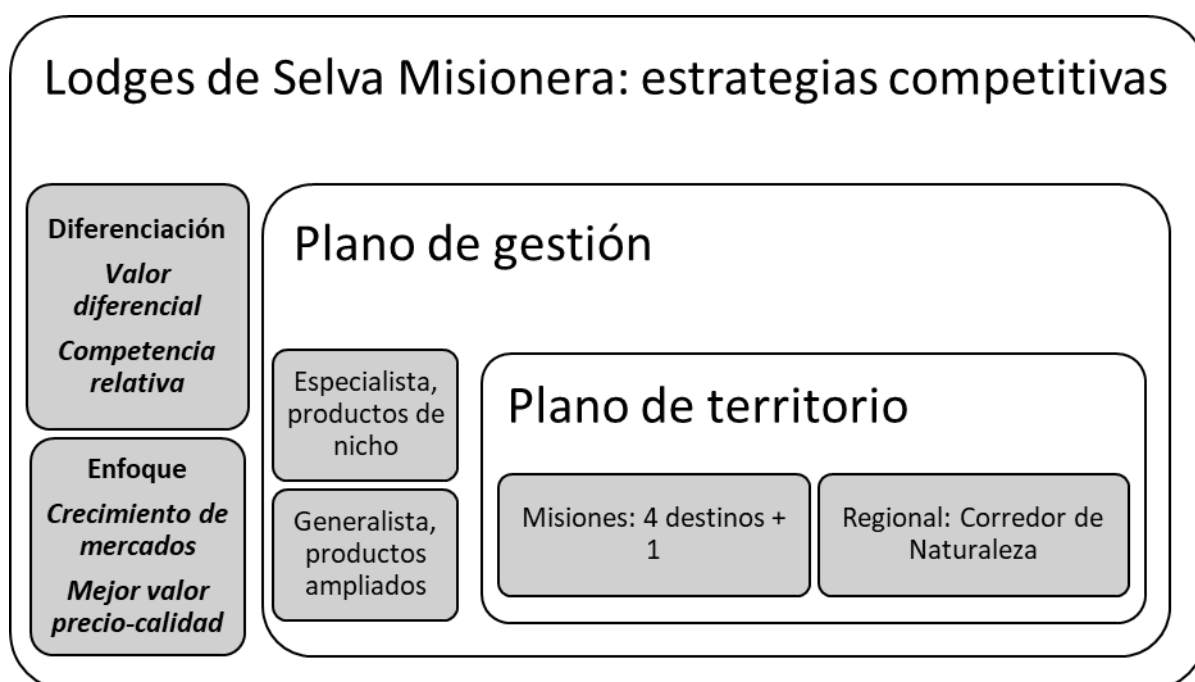 Lodges de Selva Misionera: estrategias competitivas
Diferenciación
Valor
diferencial
Competencia
relativa
Enfoque
Crecimiento de
mercados
Mejor valor
precio-calidad
Plano de gestión
Especialista,
productos de
nicho
Generalista,
productos
ampliados
Plano de territorio
Misiones: 4 destinos +
1
Regional: Corredor de
Naturaleza